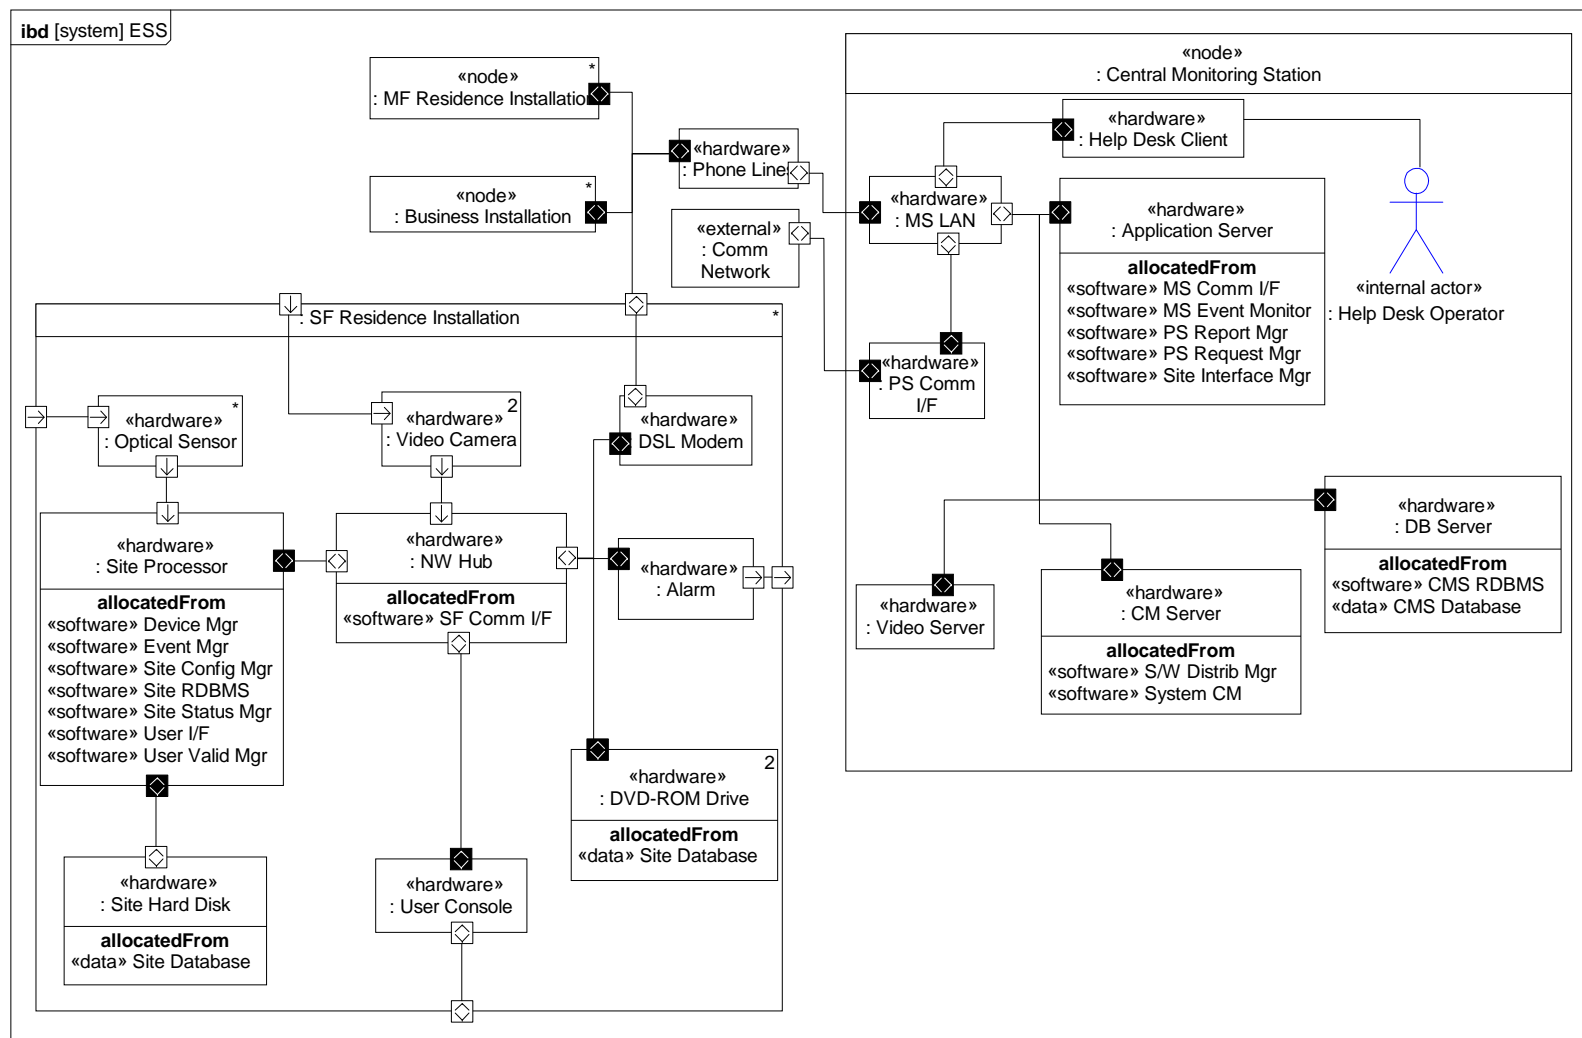 ibd [system] ESS
«node»
*
: MF Residence Installation
«node»
*
: Business Installation
«hardware»
: Phone Lines
«external»
: Comm
Network
«node»
: Central Monitoring Station
«hardware»
: Help Desk Client
«hardware»
: MS LAN
«hardware»
: Application Server
allocatedFrom
«software» MS Comm I/F
«software» MS Event Monitor
«software» PS Report Mgr
«software» PS Request Mgr
«software» Site Interface Mgr
«internal actor»
: Help Desk Operator
«hardware»
: PS Comm
I/F
«hardware»
: DB Server
allocatedFrom
«software» CMS RDBMS
«data» CMS Database
«hardware»
: Video Server
«hardware»
: CM Server
allocatedFrom
«software» S/W Distrib Mgr
«software» System CM
: SF Residence Installation
*
«hardware»
*
: Optical Sensor
«hardware»
2
: Video Camera
«hardware»
DSL Modem
«hardware»
: Site Processor
allocatedFrom
«software» Device Mgr
«software» Event Mgr
«software» Site Config Mgr
«software» Site RDBMS
«software» Site Status Mgr
«software» User I/F
«software» User Valid Mgr
«hardware»
: NW Hub
allocatedFrom
«software» SF Comm I/F
«hardware»
: Alarm
«hardware»
2
: DVD-ROM Drive
allocatedFrom
«data» Site Database
«hardware»
: Site Hard Disk
allocatedFrom
«data» Site Database
«hardware»
: User Console